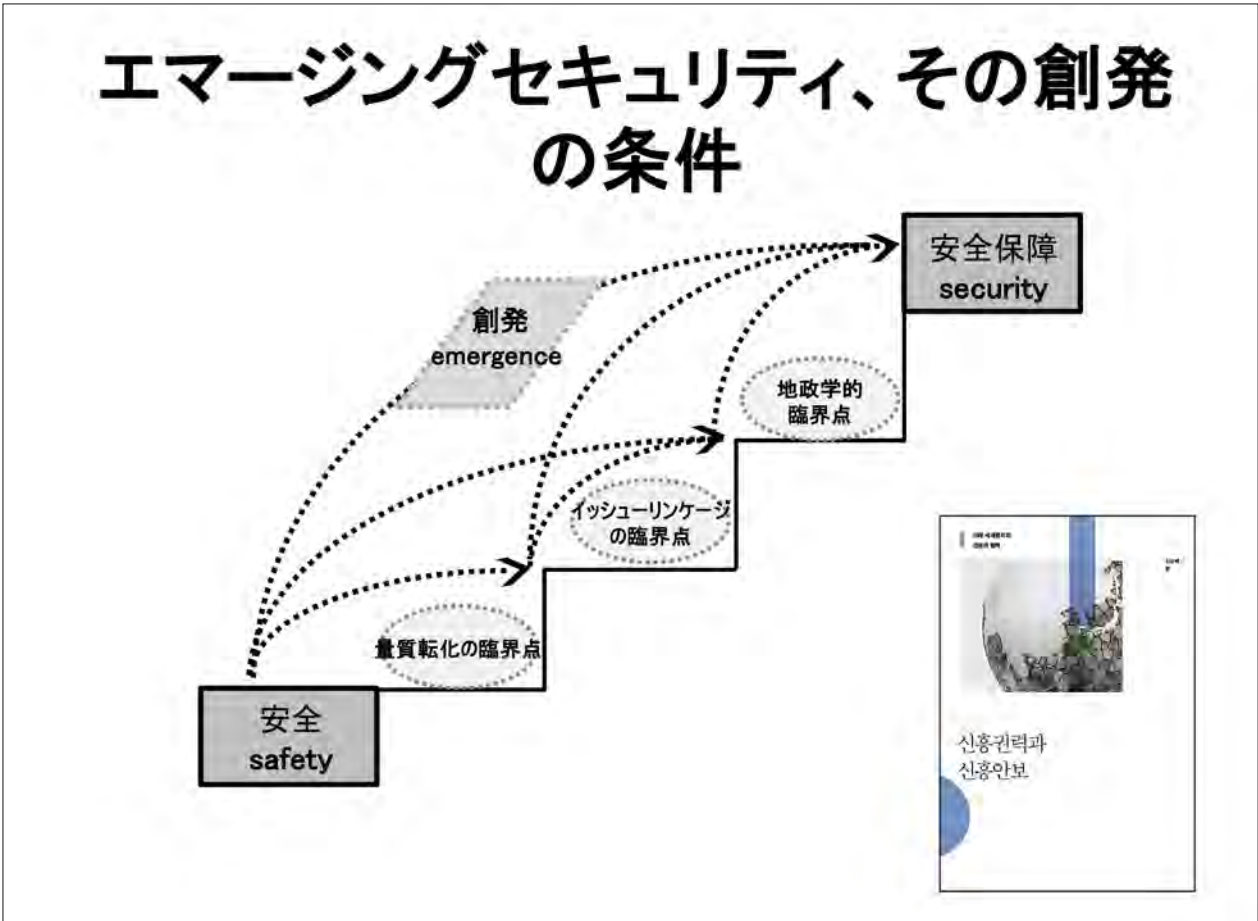 エマージングセキュリティ、その創発
の条件
安全保障
security
創発
emergence
地政学的
臨界点
イッシューリンケージ
の臨界点
量質転化の臨界点
安全
safety
신흥권력과
신흥안보